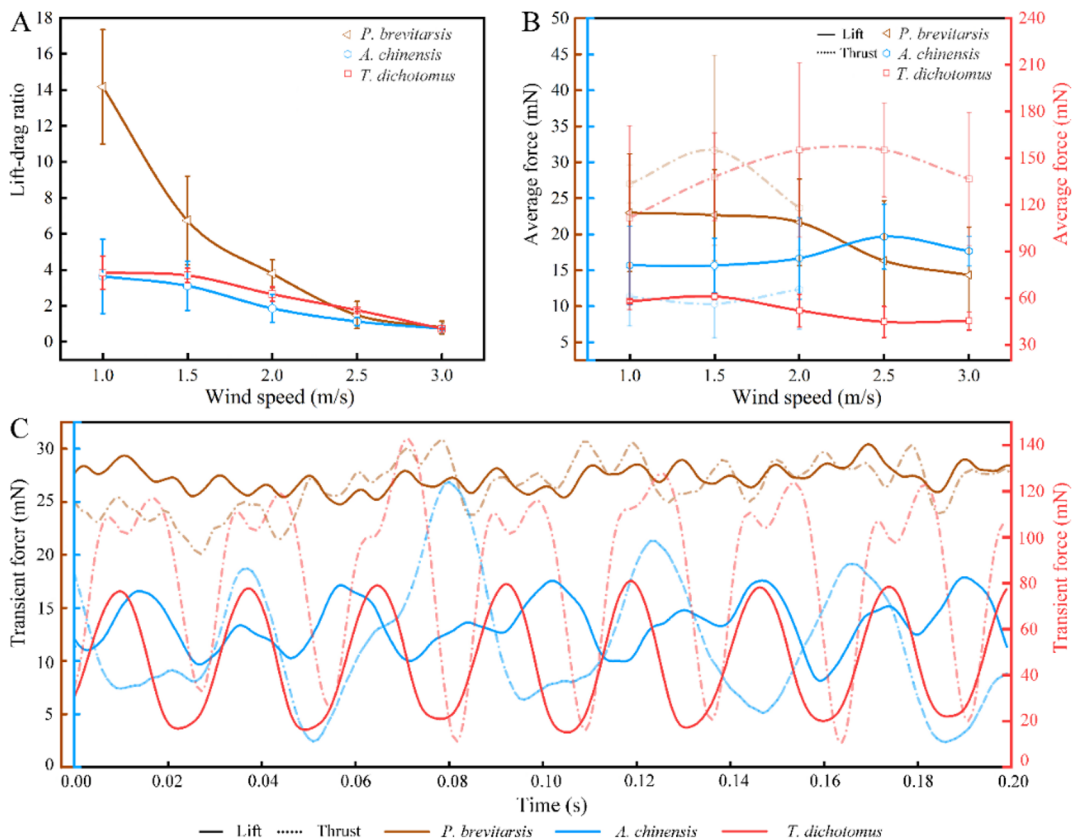 A
18
16
14
12
10
8
6
4
2
0
Lift-drag ratio
P. brevitarsis
A. chinensis
T. dichotomus
1.0 1.5 2.0 2.5 3.0
Wind speed (m/s)
B
50
45
40
35
30
25
20
15
10
5
Average force (mN)
Lift
Thrust
P. brevitarsis
A. chinensis
T. dichotomus
240
210
180
150
120
90
60
30
Average force (mN)
1.0 1.5 2.0 2.5 3.0
Wind speed (m/s)
C
30
25
20
15
10
5
0
Transient forcr (mN)
140
120
100
80
60
40
20
0
Transient forcr (mN)
0.00 0.02 0.04 0.06 0.08 0.10 0.12 0.14 0.16 0.18 0.20
Time (s)
Lift Thrust P. brevitarsis A. chinensis T. dichotomus